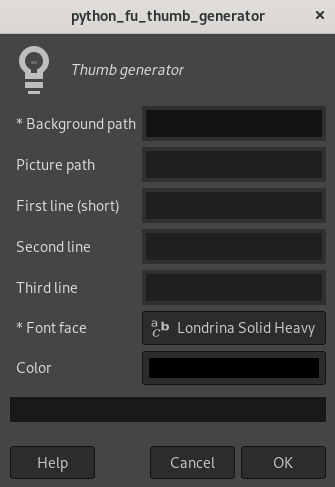 python_fu_thumb_generator ×
Thumb generator
* Background path
Picture path
First line (short)
Second line
Third line
* Font face abc Londrina Solid Heavy
Color
Help Cancel OK